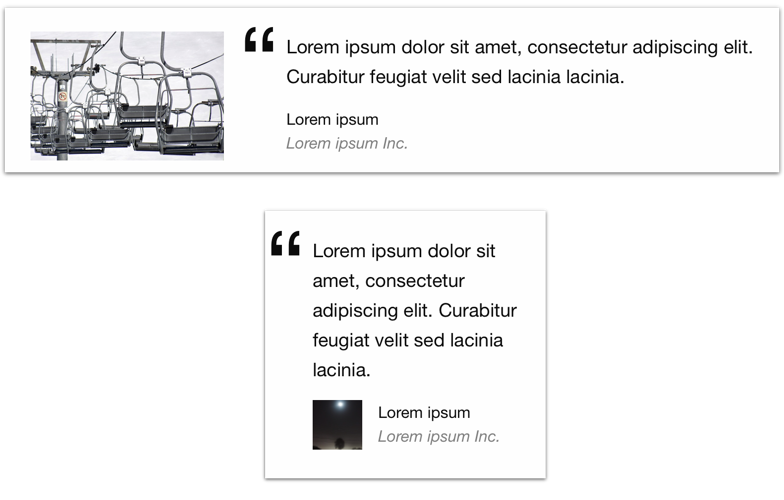 “ Lorem ipsum dolor sit amet, consectetur adipiscing elit.
Curabitur feugiat velit sed lacinia lacinia.
Lorem ipsum
Lorem ipsum Inc.
“ Lorem ipsum dolor sit
amet, consectetur
adipiscing elit. Curabitur
feugiat velit sed lacinia
lacinia.
Lorem ipsum
Lorem ipsum Inc.